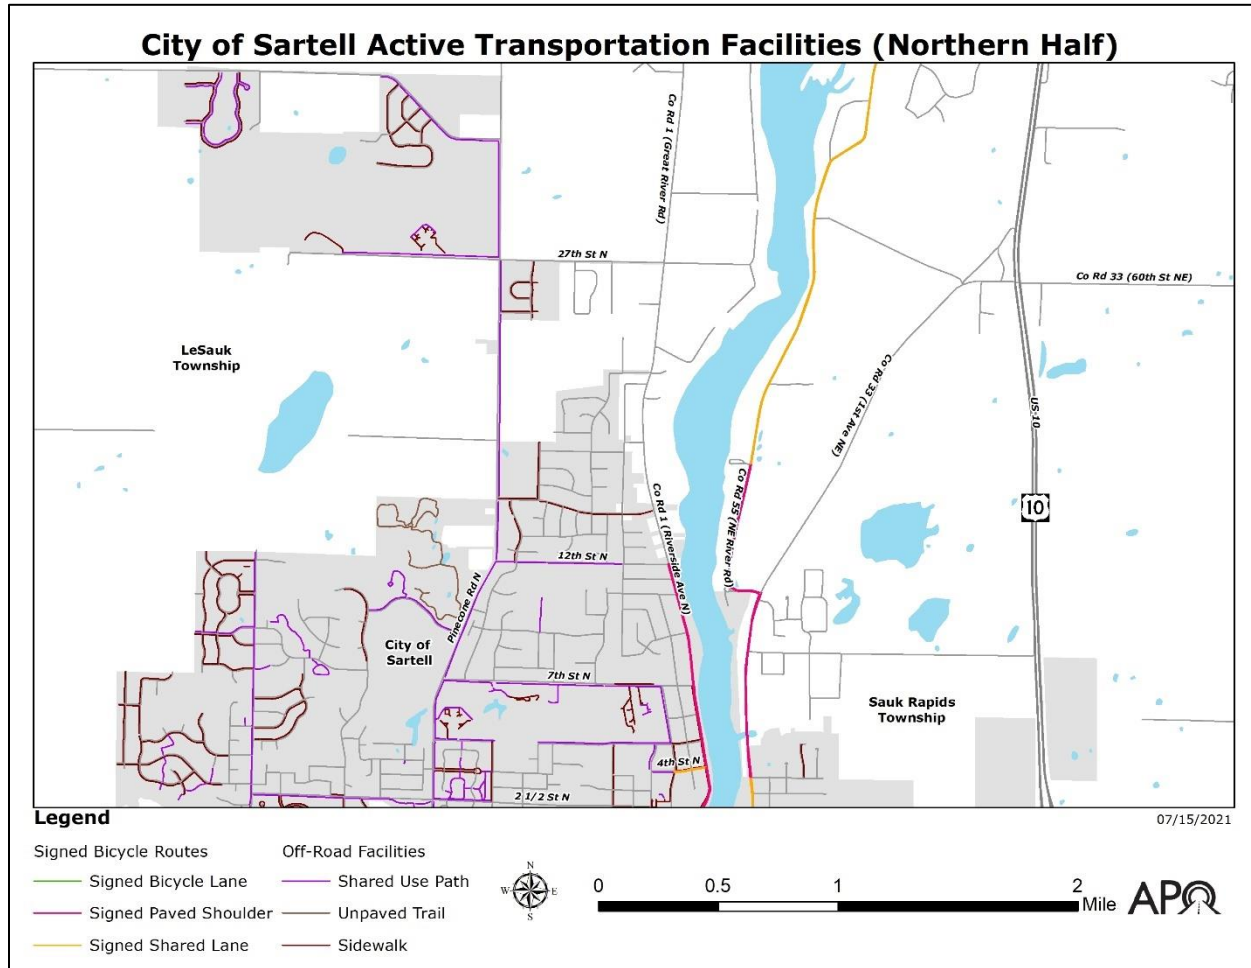 City of Sartell Active Transportation Facilities (Northern Half)
Co Rd 1 (Great River Rd)
27th St N
Co Rd 33 (60th St NE)
LeSauk
Township
Co Rd 33 (1st Ave NE)
US-10
10
Co Rd 1 (Riverside Ave N)
Co Rd 55 (NE River Rd)
12th St N
Pinecone Rd N
City of
Sartell
7th St N
Sauk Rapids
Township
4th St N
2 1/2 St N
Legend
07/15/2021
Signed Bicycle Routes
Off-Road Facilities
Signed Bicycle Lane
Shared Use Path
Signed Paved Shoulder
Unpaved Trail
Signed Shared Lane
Sidewalk
N
W
E
S
0
0.5
1
2
Mile
APO